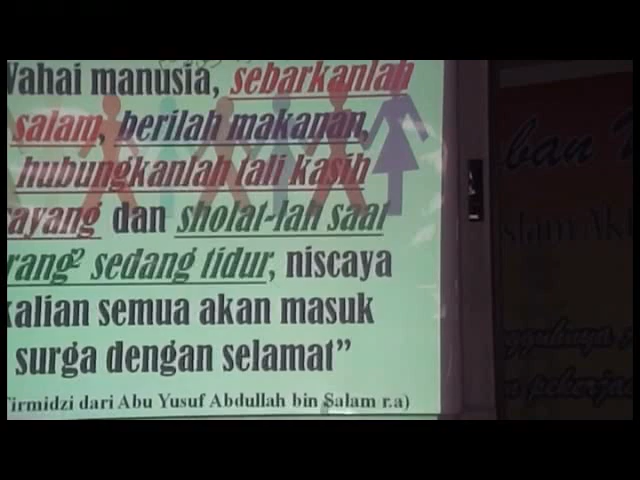 Wahai manusia, sebarkanlah
salam, berilah makanan,
hubungkanlah tali kasih
sayang dan sholat-lah saat
orang² sedang tidur, niscaya
kalian semua akan masuk
surga dengan selamat”
Tirmidzi dari Abu Yusuf Abdullah bin Salam r.a)